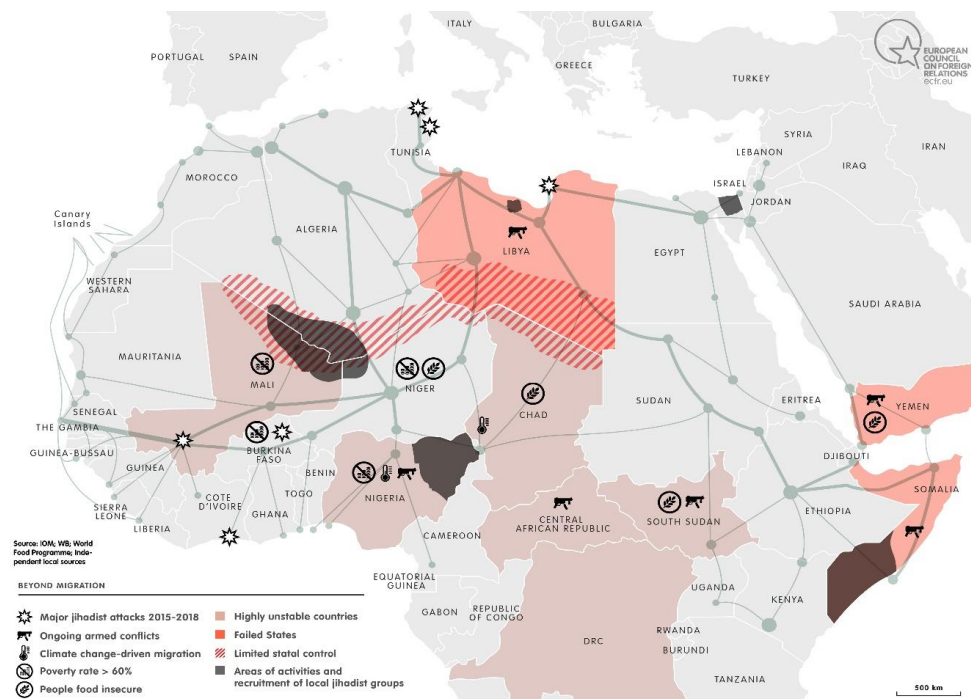 ITALY
BULGARIA
PORTUGAL
SPAIN
GREECE
TURKEY
EUROPEAN
COUNCIL
ON FOREIGN
RELATIONS
ecfr.eu
SYRIA
LEBANON
IRAQ
IRAN
TUNISIA
MOROCCO
ISRAEL
JORDAN
Canary
Islands
ALGERIA
LIBYA
EGYPT
WESTERN
SAHARA
SAUDI ARABIA
MAURITANIA
MALI
NIGER
CHAD
SUDAN
ERITREA
YEMEN
SENEGAL
THE GAMBIA
GUINEA-BUSSAU
GUINEA
BURKINA
FASO
BENIN
NIGERIA
DJIBOUTI
SOMALIA
SIERRA
LEONE
LIBERIA
COTE
D'IVOIRE
GHANA
TOGO
CAMEROON
CENTRAL
AFRICAN REPUBLIC
SOUTH SUDAN
ETHIOPIA
Source: IOM; WB; World
Food Programme; Inde-
pendent local sources
EQUATORIAL
GUINEA
GABON
REPUBLIC
OF CONGO
DRC
UGANDA
KENYA
RWANDA
BURUNDI
TANZANIA
BEYOND MIGRATION
Major jihadist attacks 2015-2018
Ongoing armed conflicts
Climate change-driven migration
Poverty rate > 60%
People food insecure
Highly unstable countries
Failed States
Limited statal control
Areas of activities and
recruitment of local jihadist groups
500 km